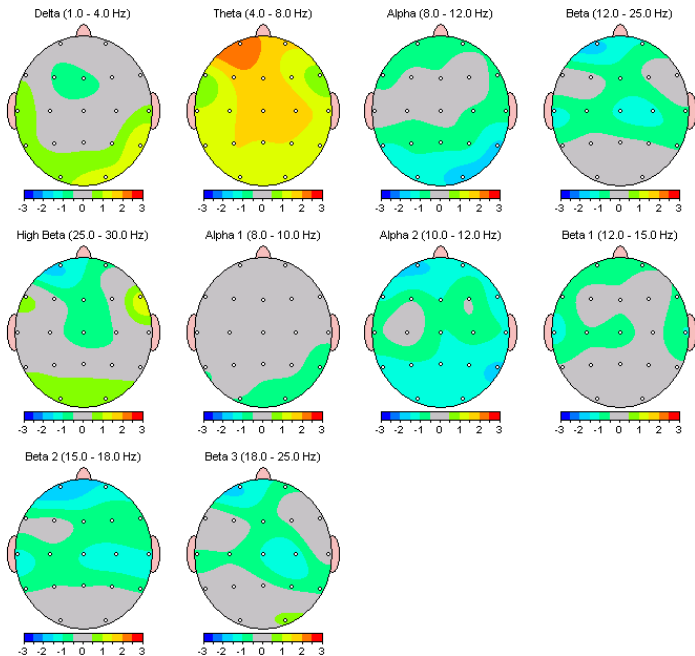 Delta (1.0 - 4.0 Hz) Theta (4.0 - 8.0 Hz) Alpha (8.0 - 12.0 Hz) Beta (12.0 - 25.0 Hz)
-3 -2 -1 0 1 2 3 -3 -2 -1 0 1 2 3 -3 -2 -1 0 1 2 3 -3 -2 -1 0 1 2 3
High Beta (25.0 - 30.0 Hz) Alpha 1 (8.0 - 10.0 Hz) Alpha 2 (10.0 - 12.0 Hz) Beta 1 (12.0 - 15.0 Hz)
-3 -2 -1 0 1 2 3 -3 -2 -1 0 1 2 3 -3 -2 -1 0 1 2 3 -3 -2 -1 0 1 2 3
Beta 2 (15.0 - 18.0 Hz) Beta 3 (18.0 - 25.0 Hz)
-3 -2 -1 0 1 2 3 -3 -2 -1 0 1 2 3